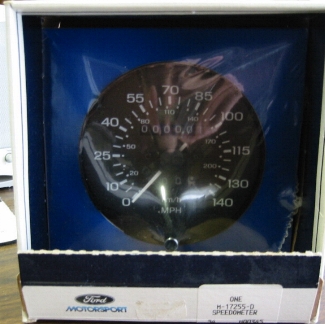 70
55
85
40
100
25
115
10
130
0
140
MPH
Ford
MOTORSPORT
ONE
M-17255-D
SPEEDOMETER